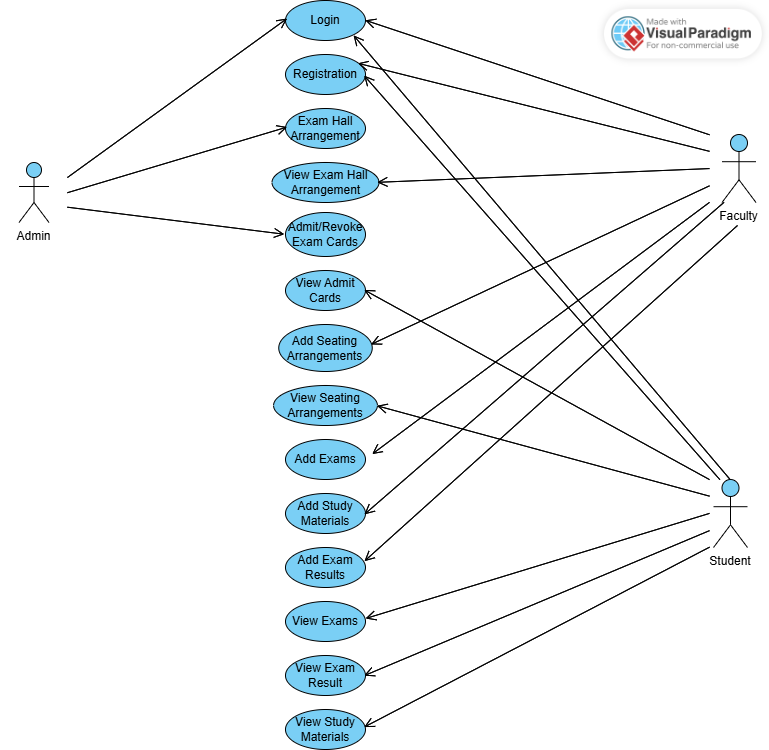 Login
Made with
Visual Paradigm
For non-commercial use
Registration
Exam Hall
Arrangement
View Exam Hall
Arrangement
Faculty
Admin
Admit/Revoke
Exam Cards
View Admit
Cards
Add Seating
Arrangements
View Seating
Arrangements
Add Exams
Add Study
Materials
Add Exam
Results
Student
View Exams
View Exam
Result
View Study
Materials